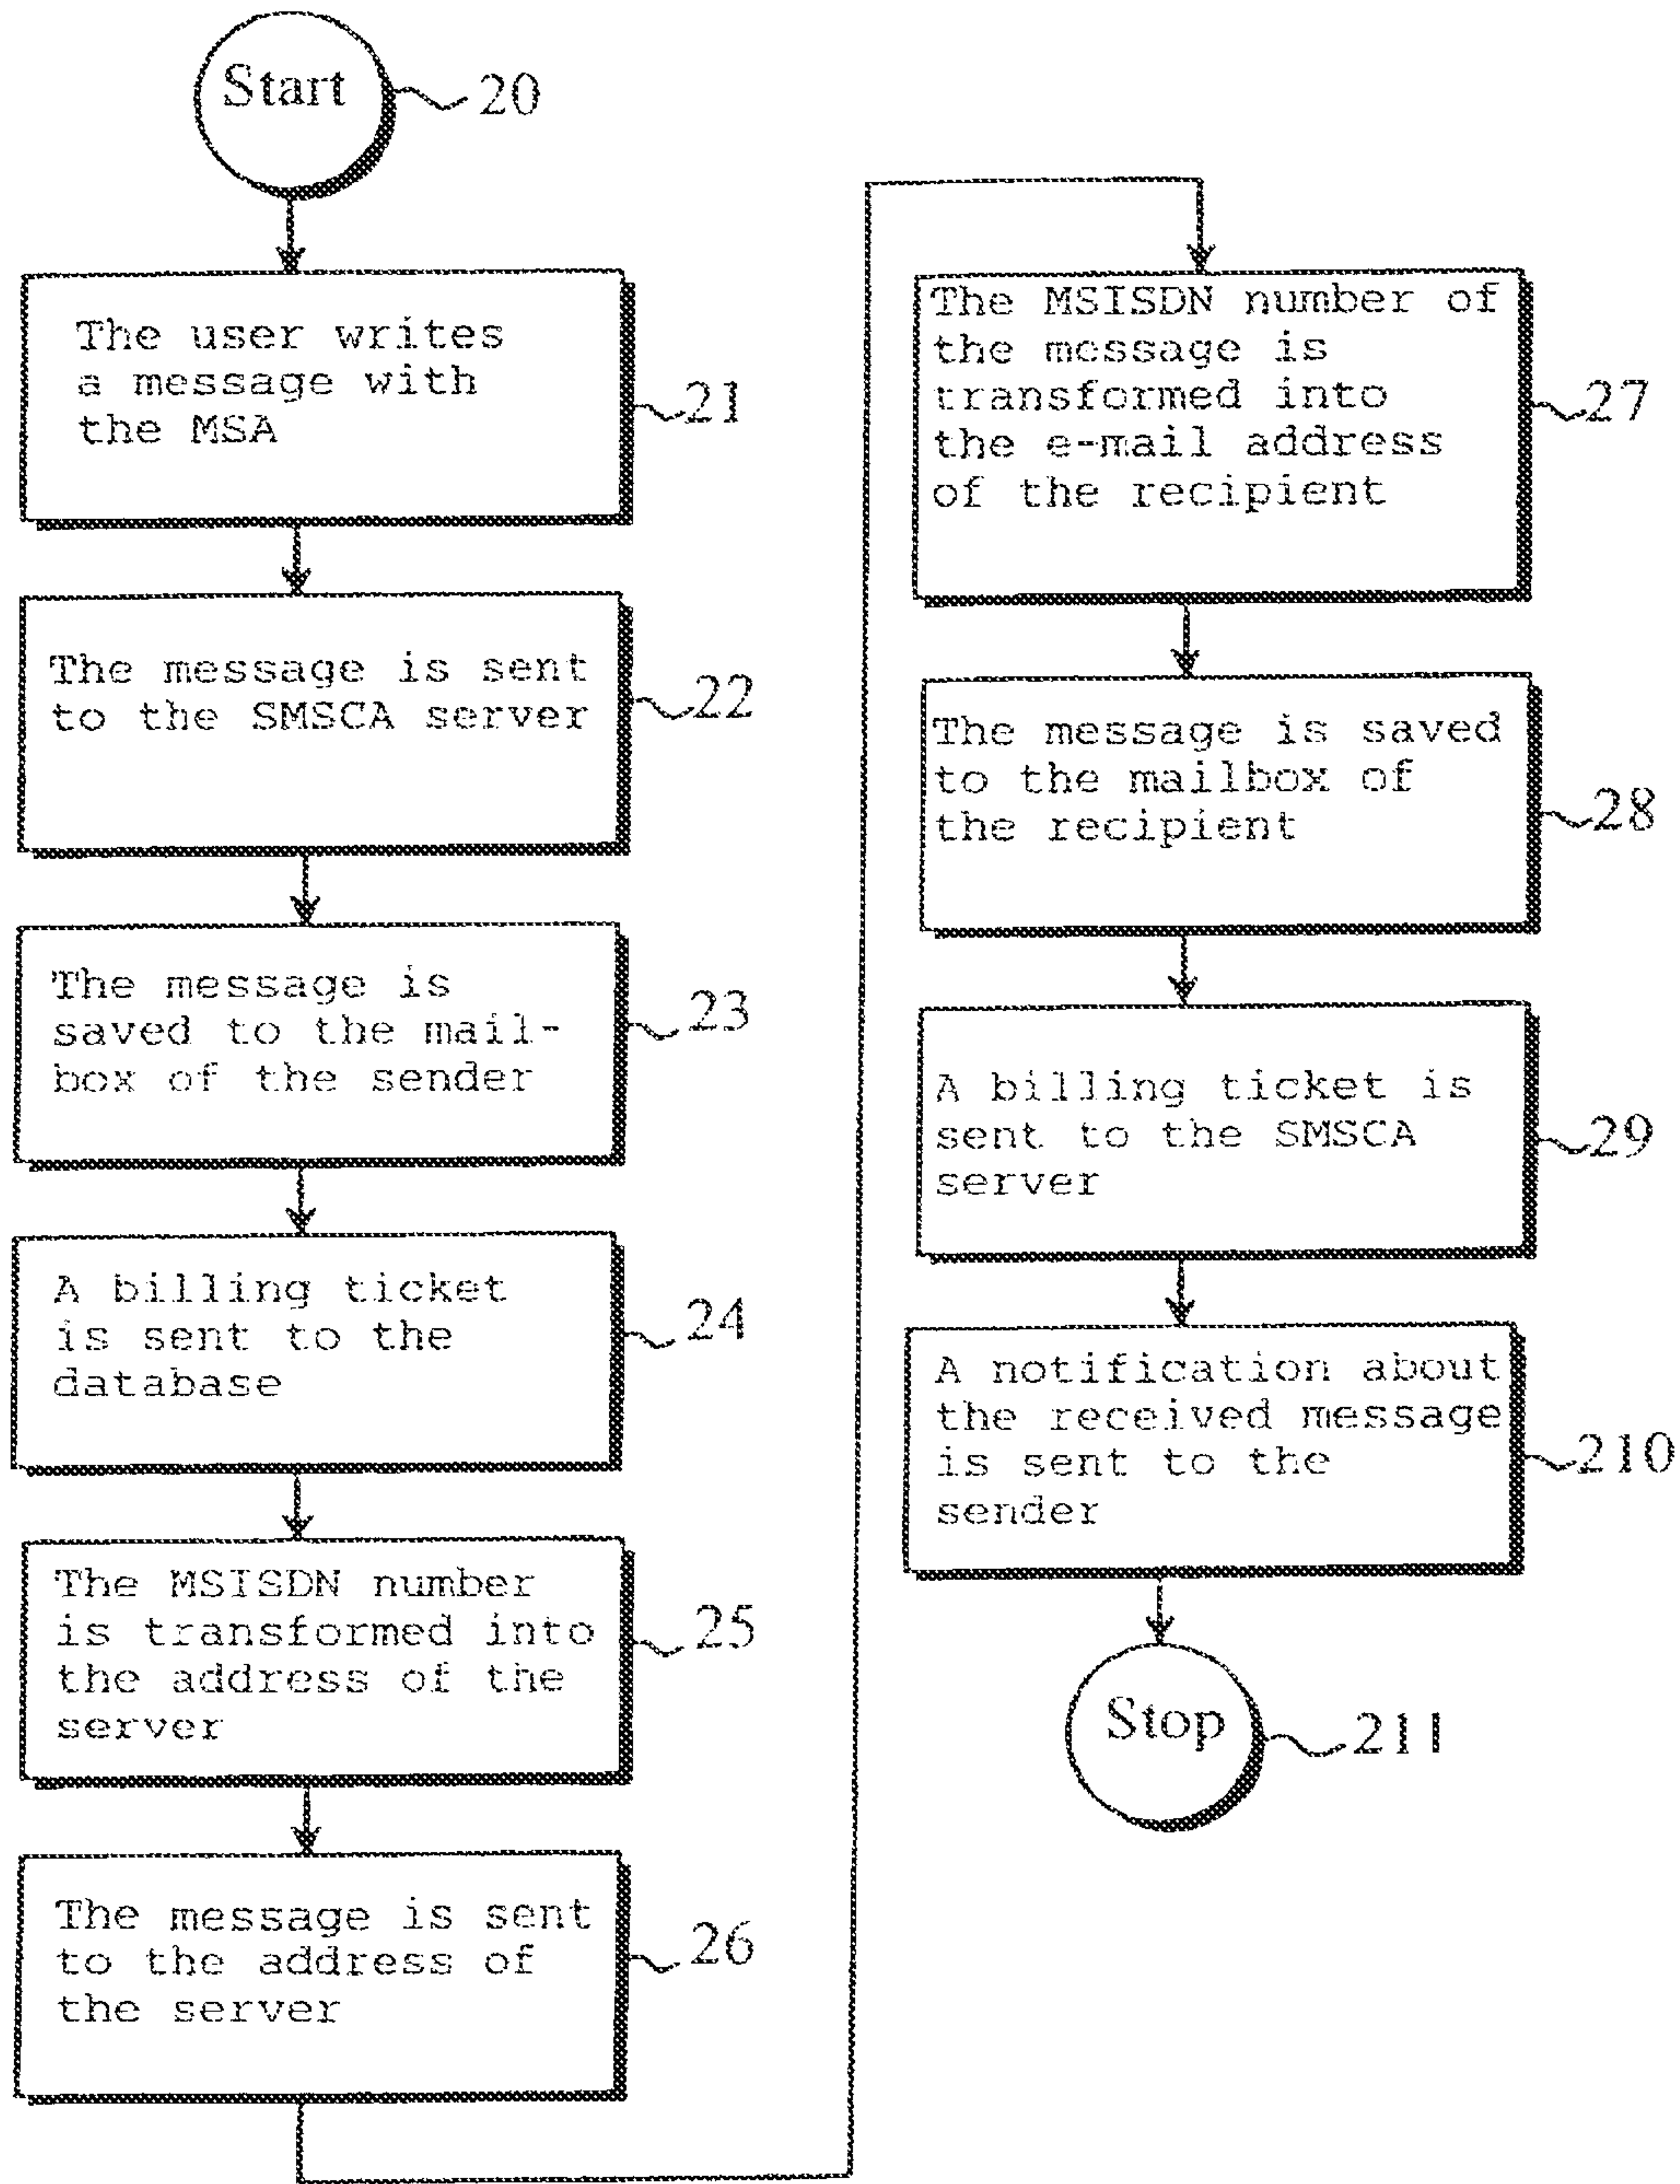 Start
20
The user writes
a message with
the MSA
21
The message is sent
to the SMSCA server
22
The message is
saved to the mail-
box of the sender
23
A billing ticket
is sent to the
database
24
The MSISDN number
is transformed into
the address of the
server
25
The message is sent
to the address of
the server
26
The MSISDN number of
the message is
transformed into
the e-mail address
of the recipient
27
The message is saved
to the mailbox of
the recipient
28
A billing ticket is
sent to the SMSCA
server
29
A notification about
the received message
is sent to the
sender
210
Stop
211